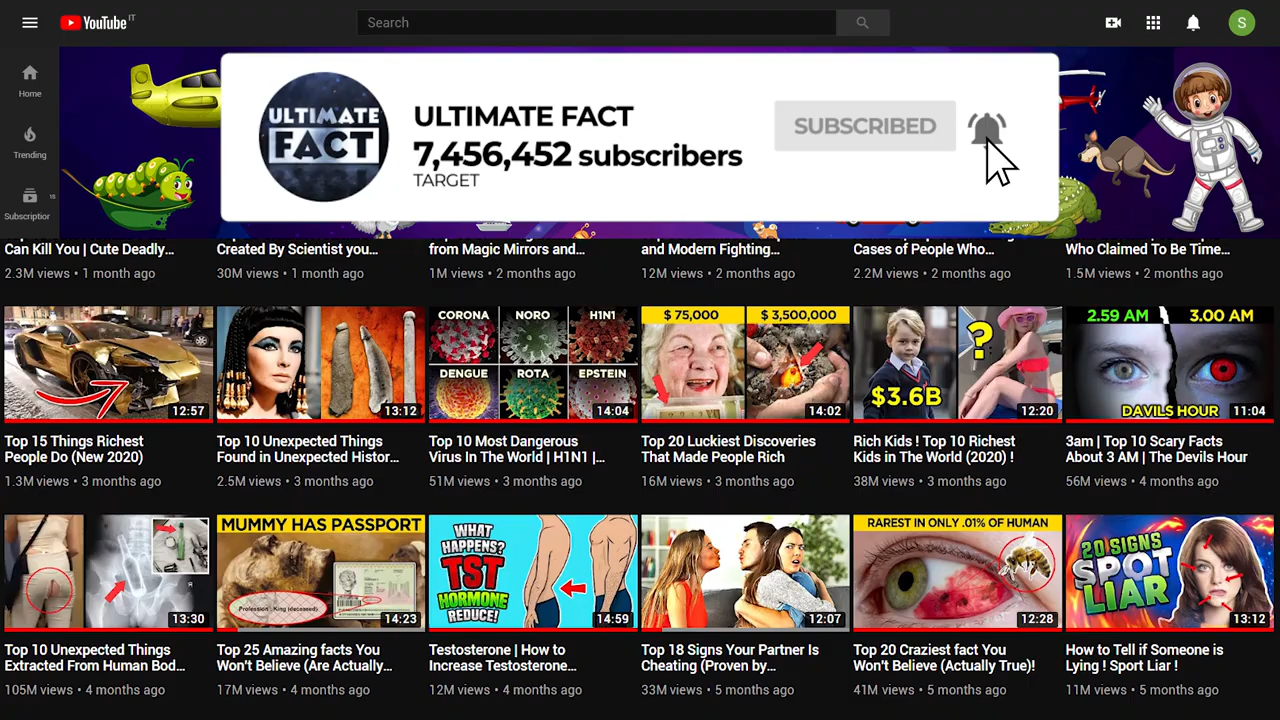 YouTube IT
Search
S
Home
Trending
Subscription
ULTIMATE
FACT
ULTIMATE FACT
7,456,452 subscribers
TARGET
SUBSCRIBED
Can Kill You | Cute Deadly...
2.3M views • 1 month ago
Created By Scientist you...
30M views • 1 month ago
from Magic Mirrors and...
1M views • 2 months ago
and Modern Fighting...
12M views • 2 months ago
Cases of People Who...
2.2M views • 2 months ago
Who Claimed To Be Time...
1.5M views • 2 months ago
12:57
Top 15 Things Richest
People Do (New 2020)
1.3M views • 3 months ago
13:12
Top 10 Unexpected Things
Found in Unexpected Histor...
2.5M views • 3 months ago
CORONA NORO H1N1
DENGUE ROTA EPSTEIN
14:04
Top 10 Most Dangerous
Virus In The World | H1N1 |...
51M views • 3 months ago
$ 75,000 $ 3,500,000
14:02
Top 20 Luckiest Discoveries
That Made People Rich
16M views • 3 months ago
?
$3.6B
12:20
Rich Kids ! Top 10 Richest
Kids in The World (2020) !
38M views • 3 months ago
2.59 AM 3.00 AM
DAVILS HOUR
11:04
3am | Top 10 Scary Facts
About 3 AM | The Devils Hour
56M views • 4 months ago
13:30
Top 10 Unexpected Things
Extracted From Human Bod...
105M views • 4 months ago
MUMMY HAS PASSPORT
Profession : King (deceased)
14:23
Top 25 Amazing facts You
Won't Believe (Are Actually...
17M views • 4 months ago
WHAT
HAPPENS?
TST
HORMONE
REDUCE!
14:59
Testosterone | How to
Increase Testosterone...
12M views • 4 months ago
12:07
Top 18 Signs Your Partner Is
Cheating (Proven by...
33M views • 5 months ago
RAREST IN ONLY .01% OF HUMAN
12:28
Top 20 Craziest fact You
Won't Believe (Actually True)!
41M views • 5 months ago
20 SIGNS
SPOT
LIAR
13:12
How to Tell if Someone is
Lying ! Sport Liar !
11M views • 5 months ago